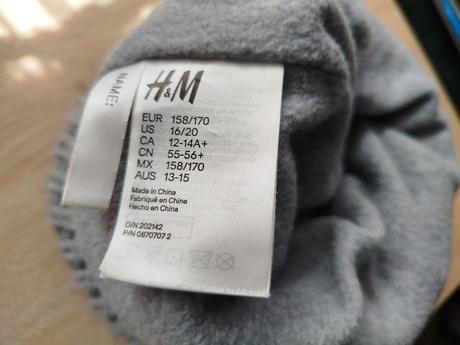 NAME:
H&M
EUR 158/170
US 16/20
CA 12-14A+
CN 55-56+
MX 158/170
AUS 13-15
Made in China
Fabriqué en Chine
Hecho en China
O/N 202142
P/N 0870707 2